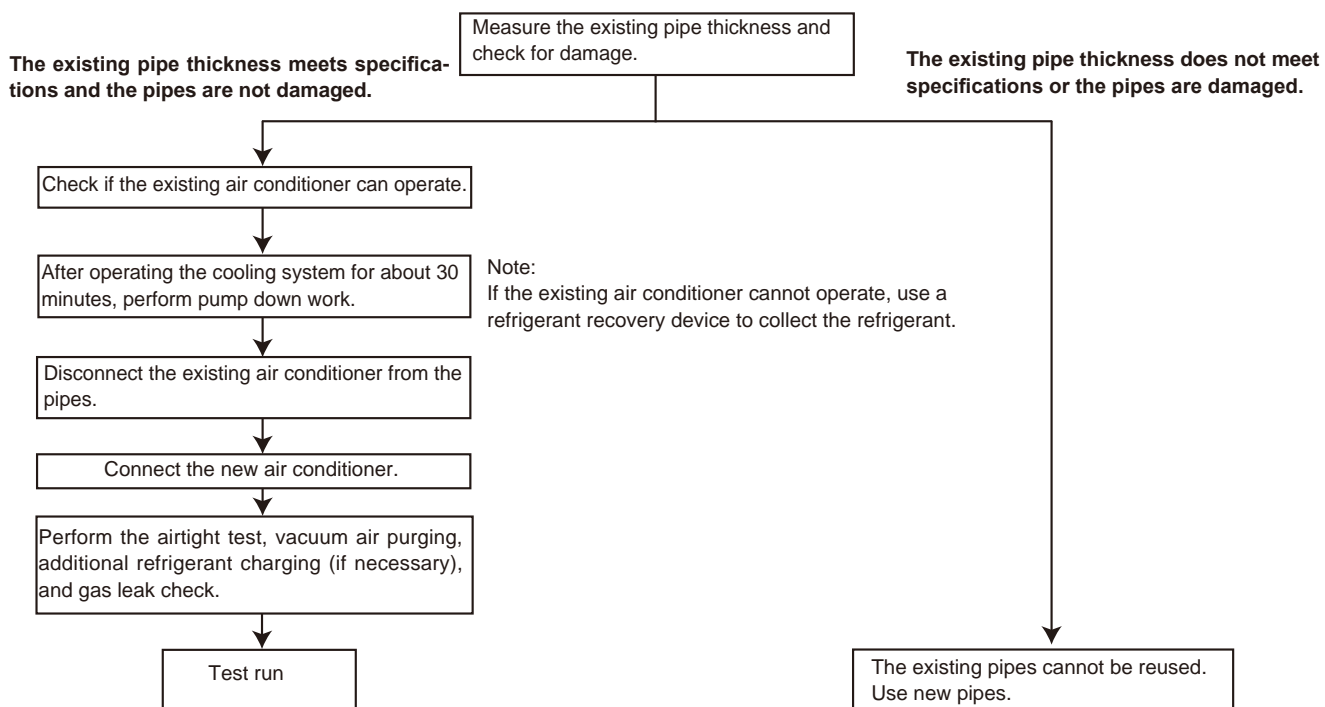 Measure the existing pipe thickness and
check for damage.
The existing pipe thickness meets specifica-
tions and the pipes are not damaged.
The existing pipe thickness does not meet
specifications or the pipes are damaged.
Check if the existing air conditioner can operate.
After operating the cooling system for about 30
minutes, perform pump down work.
Note:
If the existing air conditioner cannot operate, use a
refrigerant recovery device to collect the refrigerant.
Disconnect the existing air conditioner from the
pipes.
Connect the new air conditioner.
Perform the airtight test, vacuum air purging,
additional refrigerant charging (if necessary),
and gas leak check.
Test run
The existing pipes cannot be reused.
Use new pipes.